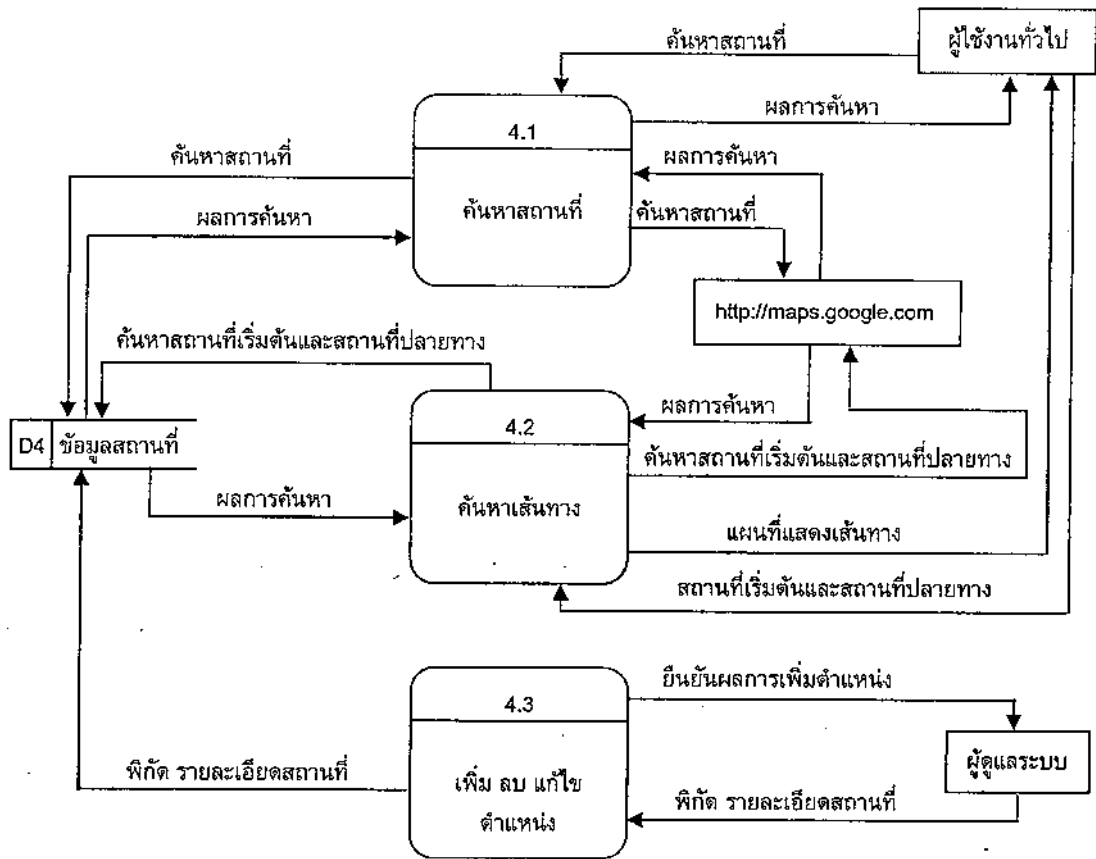 ค้นหาสถานที่
ผู้ใช้งานทั่วไป
4.1
ผลการค้นหา
ค้นหาสถานที่
ผลการค้นหา
ผลการค้นหา
ค้นหาสถานที่
ค้นหาสถานที่
http://maps.google.com
ค้นหาสถานที่เริ่มต้นและสถานที่ปลายทาง
ผลการค้นหา
4.2
D4 ข้อมูลสถานที่
ค้นหาสถานที่เริ่มต้นและสถานที่ปลายทาง
ผลการค้นหา
ค้นหาเส้นทาง
แผนที่แสดงเส้นทาง
สถานที่เริ่มต้นและสถานที่ปลายทาง
ยืนยันผลการเพิ่มตำแหน่ง
4.3
ผู้ดูแลระบบ
พิกัด รายละเอียดสถานที่
เพิ่ม ลบ แก้ไข
ตำแหน่ง
พิกัด รายละเอียดสถานที่